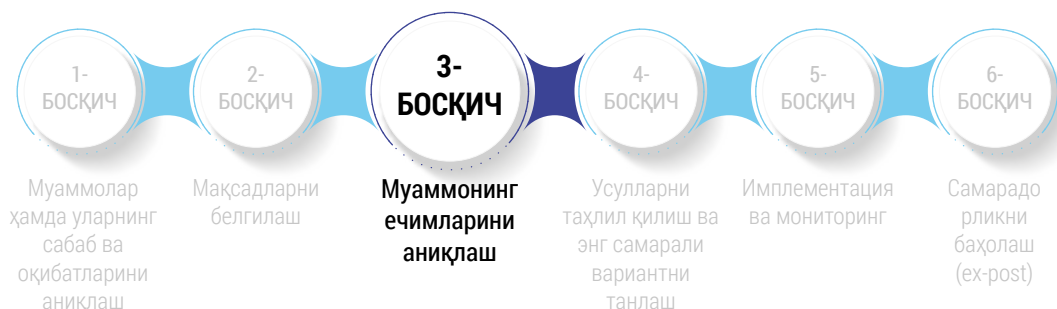 1-
БОСҚИЧ
Муаммолар
ҳамда уларнинг
сабаб ва
оқибатларини
аниқлаш
2-
БОСҚИЧ
Мақсадларни
белгилаш
3-
БОСҚИЧ
Муаммонинг
ечимларини
аниқлаш
4-
БОСҚИЧ
Усулларни
таҳлил қилиш ва
энг самарали
вариантни
танлаш
5-
БОСҚИЧ
Имплементация
ва мониторинг
6-
БОСҚИЧ
Самарадо
рликни
баҳолаш
(ex-post)